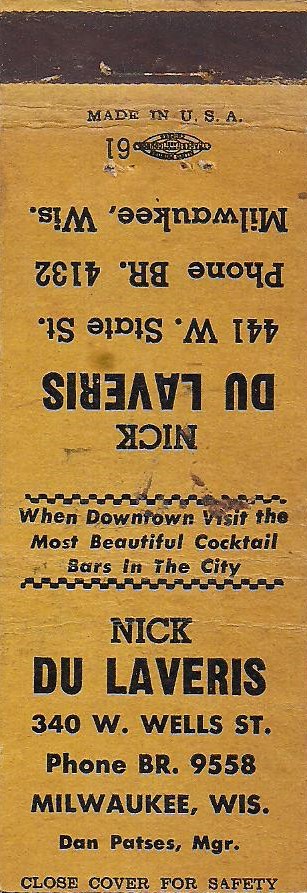 MADE IN U.S.A.
61
NICK
DU LAVERIS
441 W. State St.
Phone BR. 4132
Milwaukee, Wis.
When Downtown Visit the
Most Beautiful Cocktail
Bars In The City
NICK
DU LAVERIS
340 W. WELLS ST.
Phone BR. 9558
MILWAUKEE, WIS.
Dan Patses, Mgr.
CLOSE COVER FOR SAFETY